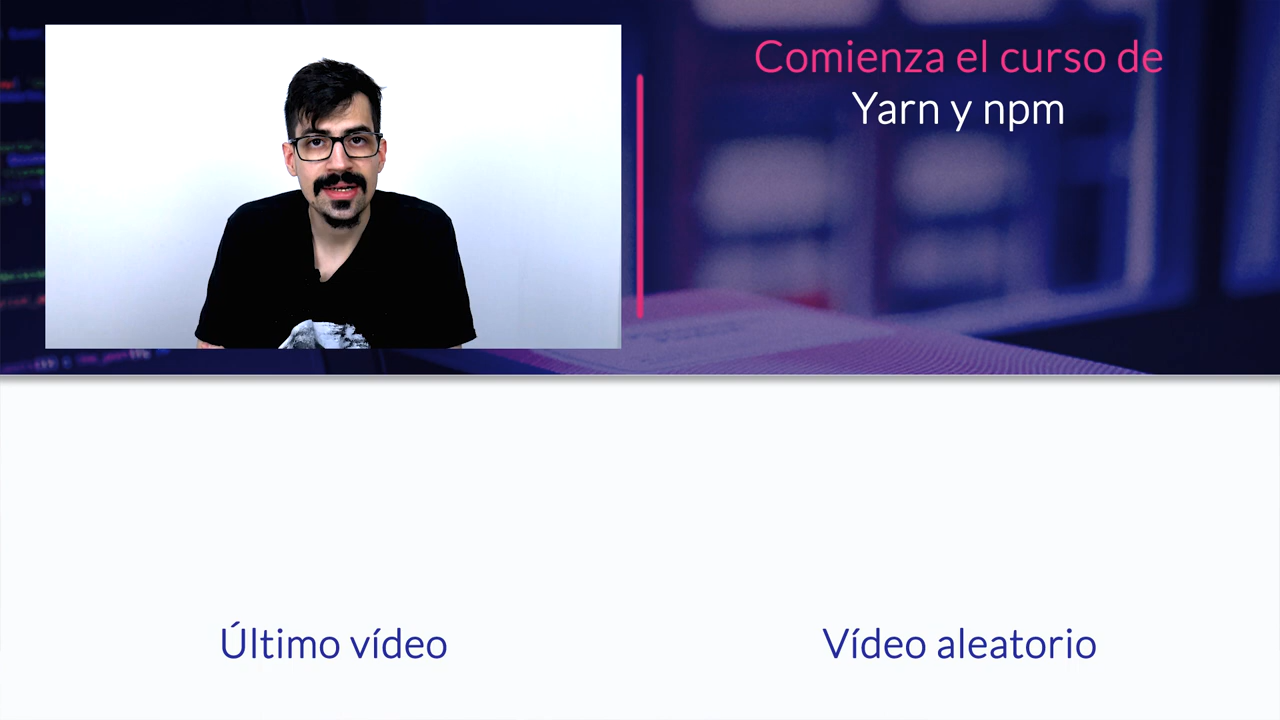 Comienza el curso de
Yarn y npm
Último vídeo
Vídeo aleatorio